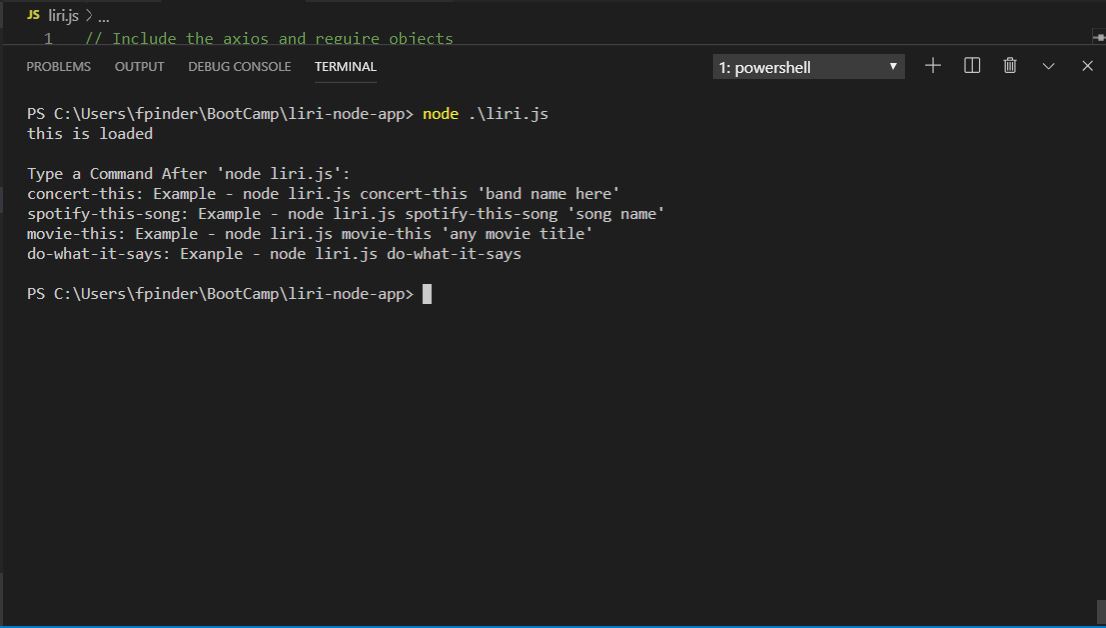 JS liri.js > ...
1 // Include the axios and require objects
PROBLEMS OUTPUT DEBUG CONSOLE TERMINAL 1: powershell
PS C:\Users\fpinder\BootCamp\liri-node-app> node .\liri.js
this is loaded
Type a Command After 'node liri.js':
concert-this: Example - node liri.js concert-this 'band name here'
spotify-this-song: Example - node liri.js spotify-this-song 'song name'
movie-this: Example - node liri.js movie-this 'any movie title'
do-what-it-says: Exanple - node liri.js do-what-it-says
PS C:\Users\fpinder\BootCamp\liri-node-app>